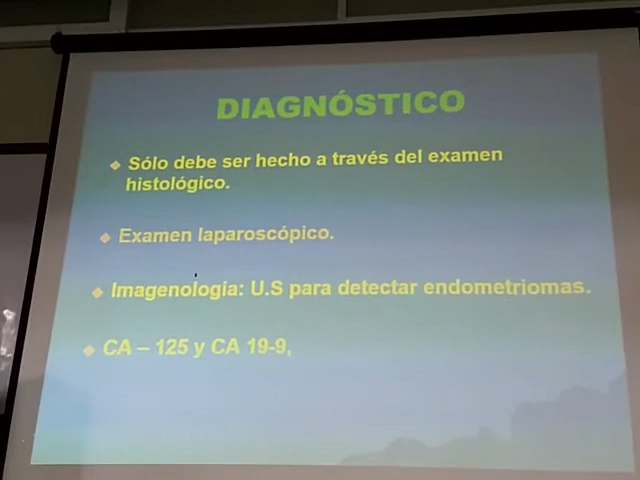 DIAGNÓSTICO
Sólo debe ser hecho a través del examen
histológico.
Examen laparoscópico.
Imagenología: U.S para detectar endometriomas.
CA – 125 y CA 19-9,